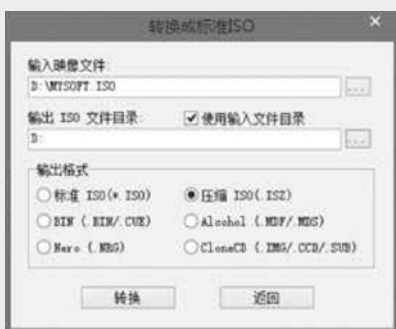 转换成标准ISO
输入映像文件:
D:\MYSOFT.ISO
...
输出 ISO 文件目录: 使用输入文件目录
D:
...
输出格式
标准 ISO(*.ISO) 压缩 ISO(.ISZ)
BIN (.BIN/.CUE) Alcohol (.MDF/.MDS)
Nero (.NRG) CloneCD (.IMG/.CCD/.SUB)
转换 返回